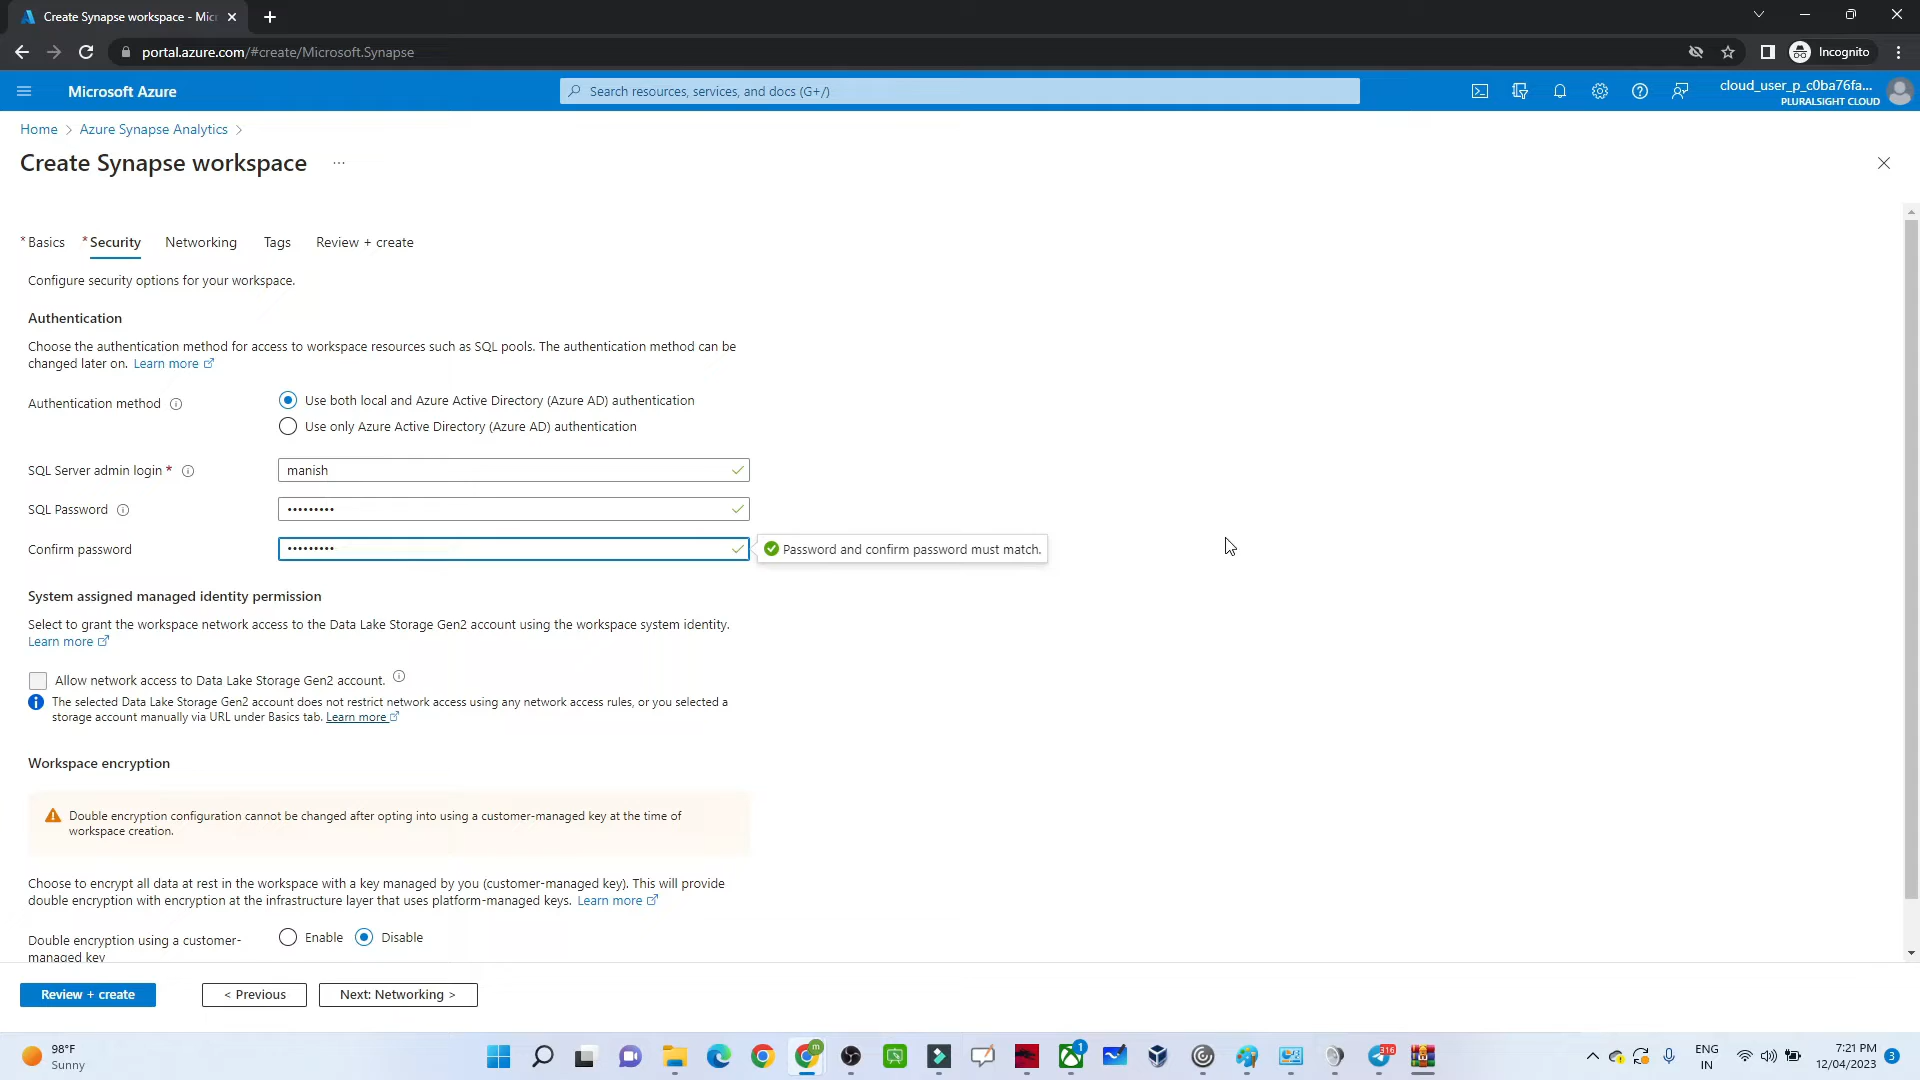 Create Synapse workspace - Mic
portal.azure.com/#create/Microsoft.Synapse
Incognito
Microsoft Azure
Search resources, services, and docs (G+/)
cloud_user_p_c0ba76fa...
PLURALSIGHT CLOUD
Home > Azure Synapse Analytics >
Create Synapse workspace ...
* Basics * Security Networking Tags Review + create
Configure security options for your workspace.
Authentication
Choose the authentication method for access to workspace resources such as SQL pools. The authentication method can be
changed later on. Learn more
Authentication method
Use both local and Azure Active Directory (Azure AD) authentication
Use only Azure Active Directory (Azure AD) authentication
SQL Server admin login *
manish
SQL Password
•••••••••
Confirm password
•••••••••
Password and confirm password must match.
System assigned managed identity permission
Select to grant the workspace network access to the Data Lake Storage Gen2 account using the workspace system identity.
Learn more
Allow network access to Data Lake Storage Gen2 account.
The selected Data Lake Storage Gen2 account does not restrict network access using any network access rules, or you selected a
storage account manually via URL under Basics tab. Learn more
Workspace encryption
Double encryption configuration cannot be changed after opting into using a customer-managed key at the time of
workspace creation.
Choose to encrypt all data at rest in the workspace with a key managed by you (customer-managed key). This will provide
double encryption with encryption at the infrastructure layer that uses platform-managed keys. Learn more
Double encryption using a customer-
managed key
Enable Disable
Review + create
< Previous
Next: Networking >
98°F
Sunny
m
1
316
ENG
IN
7:21 PM
12/04/2023
3